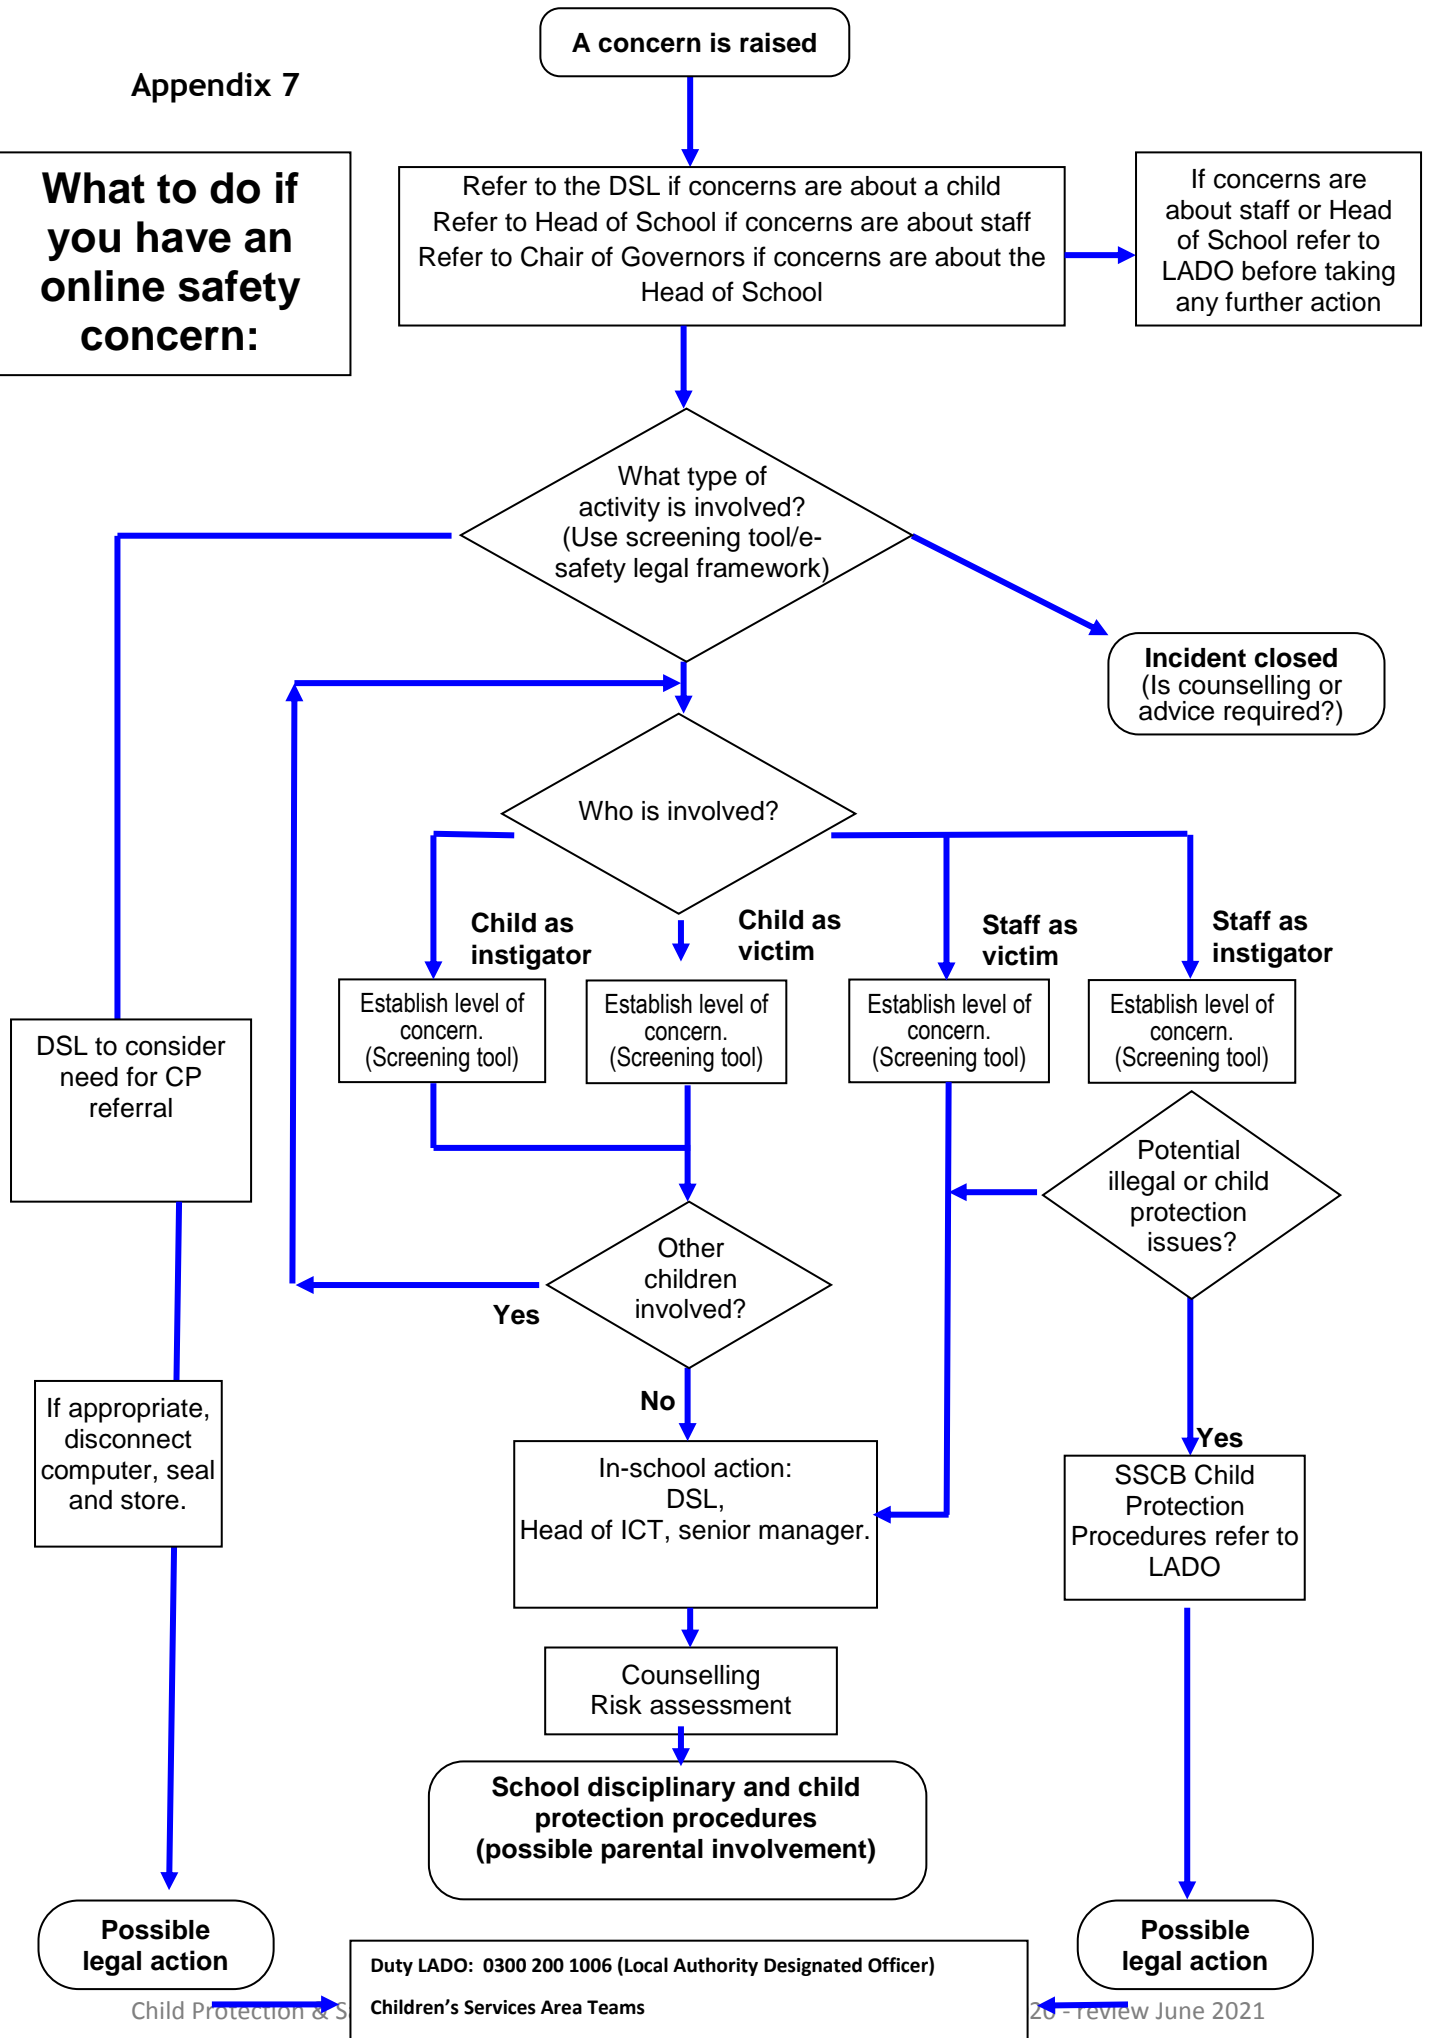 A concern is raised
Appendix 7
What to do if
you have an
online safety
concern:
Refer to the DSL if concerns are about a child
Refer to Head of School if concerns are about staff
Refer to Chair of Governors if concerns are about the
Head of School
If concerns are
about staff or Head
of School refer to
LADO before taking
any further action
What type of
activity is involved?
(Use screening tool/e-
safety legal framework)
Incident closed
(Is counselling or
advice required?)
Who is involved?
Child as
instigator
Child as
victim
Staff as
victim
Staff as
instigator
Establish level of
concern.
(Screening tool)
Establish level of
concern.
(Screening tool)
Establish level of
concern.
(Screening tool)
Establish level of
concern.
(Screening tool)
DSL to consider
need for CP
referral
Potential
illegal or child
protection
issues?
Other
children
involved?
Yes
No
If appropriate,
disconnect
computer, seal
and store.
Yes
In-school action:
DSL,
Head of ICT, senior manager.
SSCB Child
Protection
Procedures refer to
LADO
Counselling
Risk assessment
School disciplinary and child
protection procedures
(possible parental involvement)
Possible
legal action
Possible
legal action
Duty LADO: 0300 200 1006 (Local Authority Designated Officer)
Children's Services Area Teams
Child Protection & - review June 2021